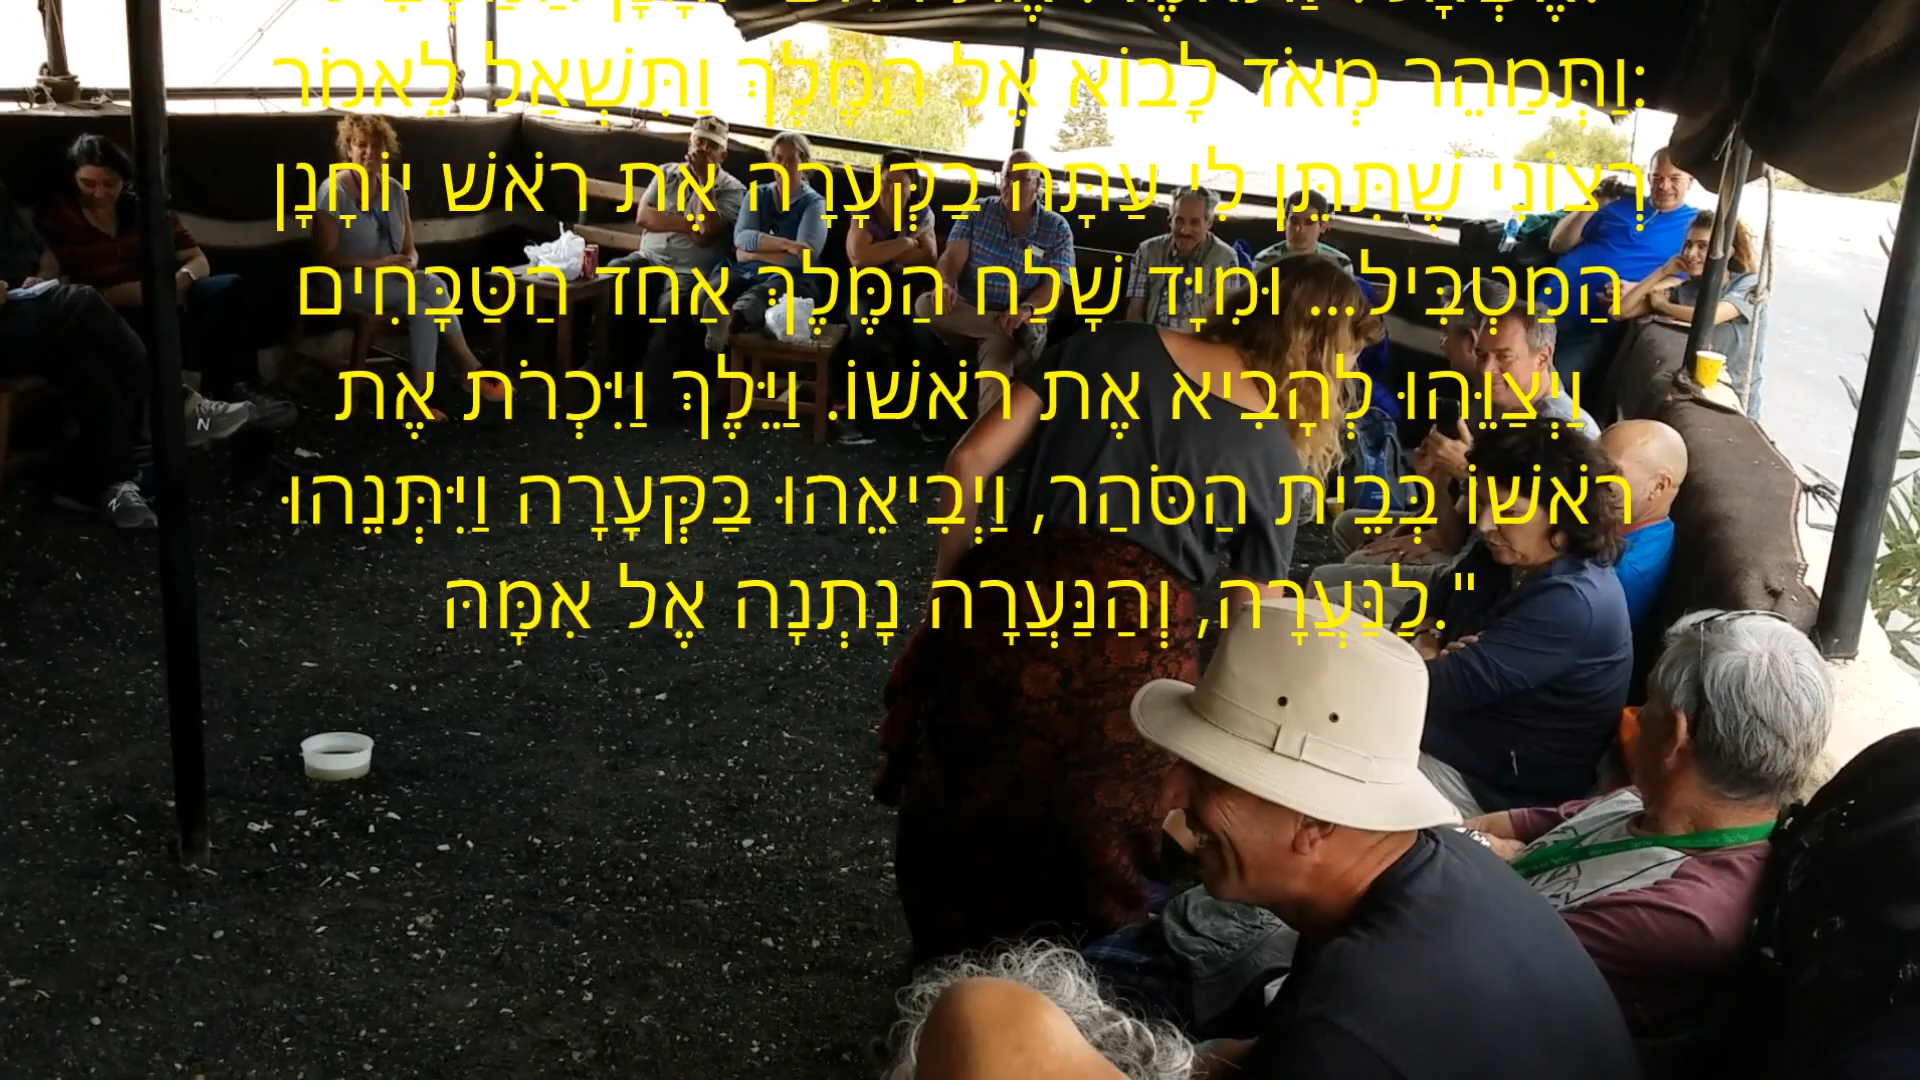 וַתְּמַהֵר מְאֹד לָבוֹא אֶל הַמֶּלֶךְ וַתִּשְׁאַל לֵאמֹר:
רְצוֹנִי שֶׁתִּתֵּן לִי עַתָּה בַקְּעָרָה אֶת רֹאשׁ יוֹחָנָן
הַמַּטְבִּיל... וּמִיָּד שָׁלַח הַמֶּלֶךְ אַחַד הַטַּבָּחִים
וַיְצַוֵּהוּ לְהָבִיא אֶת רֹאשׁוֹ. וַיֵּלֶךְ וַיִּכְרֹת אֶת
רֹאשׁוֹ בְּבֵית הַסֹּהַר, וַיְבִיאֵהוּ בַּקְּעָרָה וַיִּתְּנֵהוּ
לַנַּעֲרָה, וְהַנַּעֲרָה נָתְנָה אֶל אִמָּהּ."